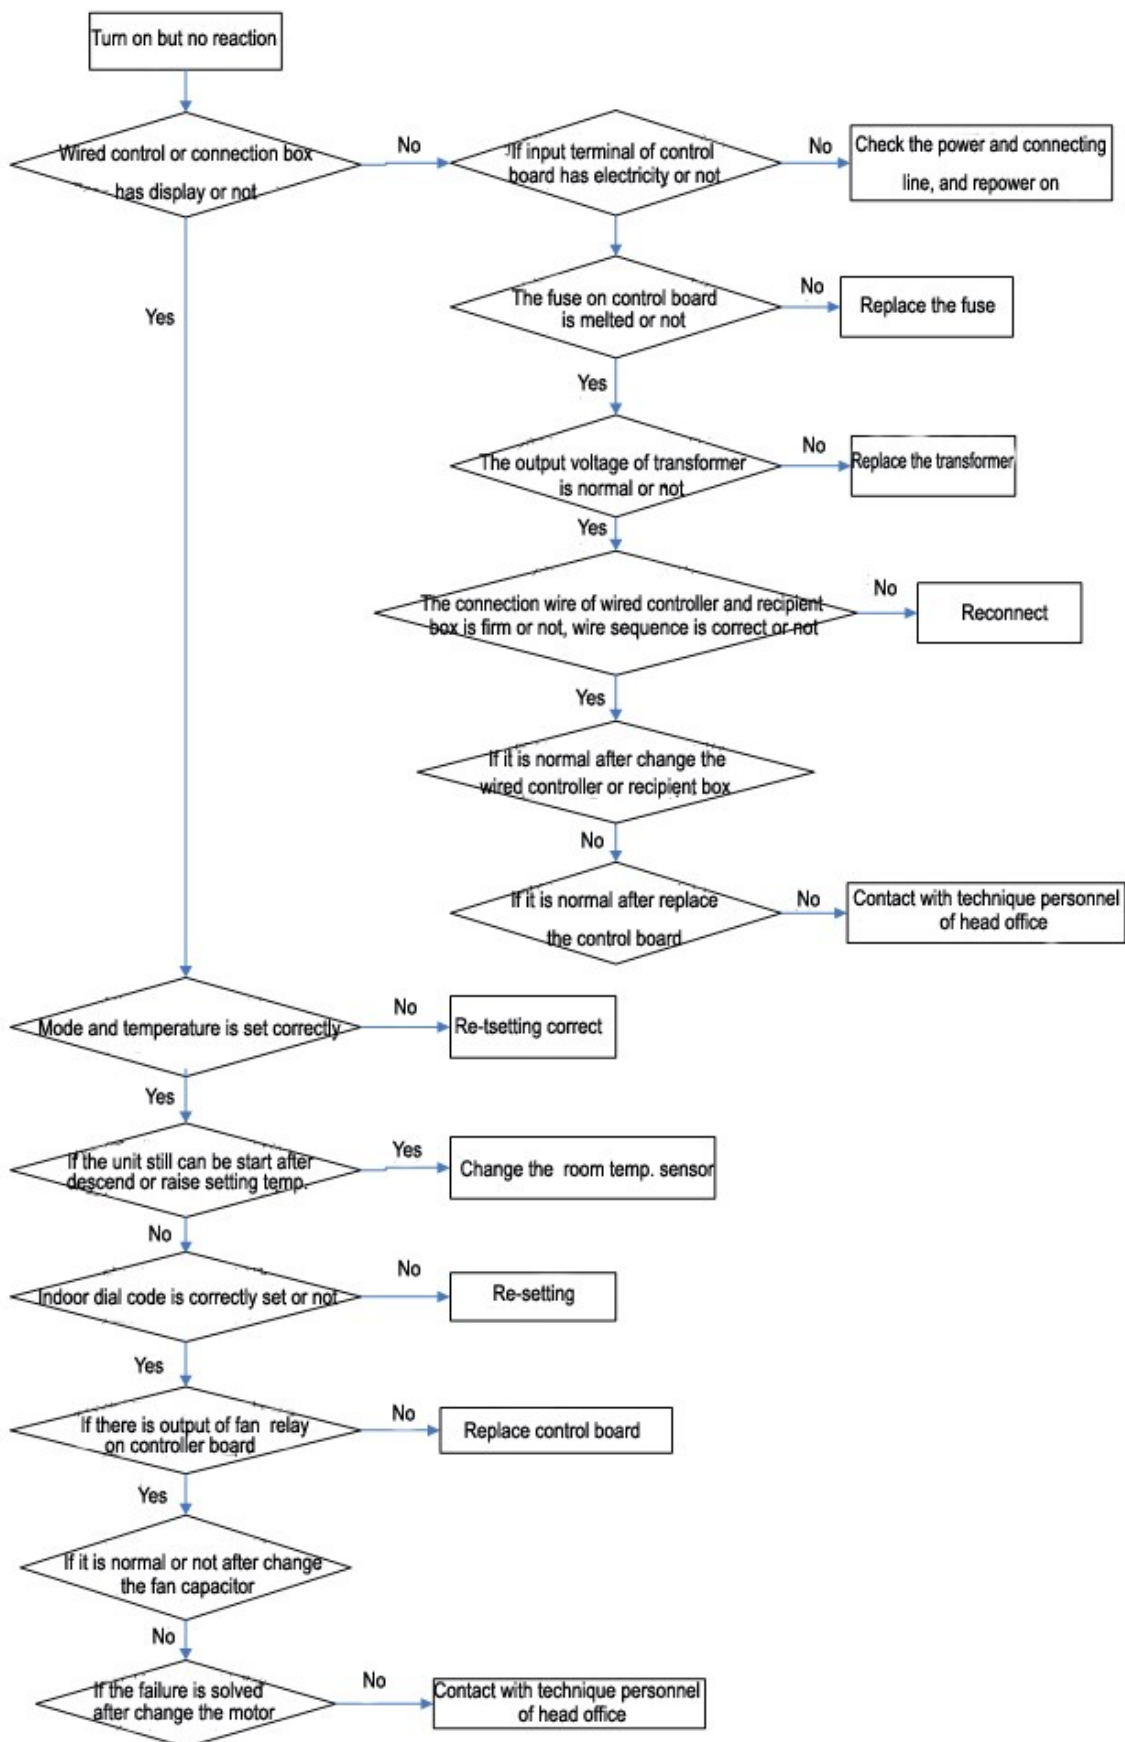 Turn on but no reaction
Wired control or connection box
has display or not
No
If input terminal of control
board has electricity or not
No
Check the power and connecting
line, and repower on
Yes
The fuse on control board
is melted or not
No
Replace the fuse
Yes
The output voltage of transformer
is normal or not
No
Replace the transformer
Yes
The connection wire of wired controller and recipient
box is firm or not, wire sequence is correct or not
No
Reconnect
Yes
If it is normal after change the
wired controller or recipient box
No
If it is normal after replace
the control board
No
Contact with technique personnel
of head office
Mode and temperature is set correctly
No
Re-tsetting correct
Yes
If the unit still can be start after
descend or raise setting temp.
Yes
Change the room temp. sensor
No
Indoor dial code is correctly set or not
No
Re-setting
Yes
If there is output of fan relay
on controller board
No
Replace control board
Yes
If it is normal or not after change
the fan capacitor
No
If the failure is solved
after change the motor
No
Contact with technique personnel
of head office